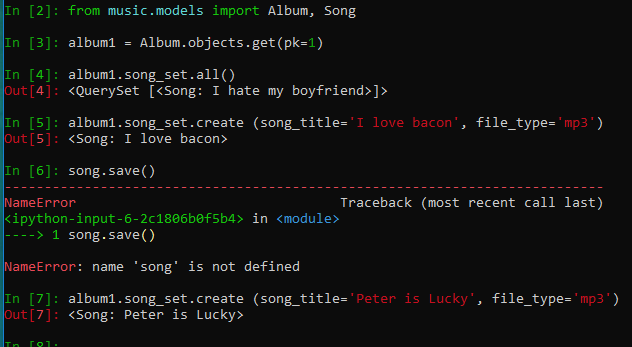 In [2]: from music.models import Album, Song
In [3]: album1 = Album.objects.get(pk=1)
In [4]: album1.song_set.all()
Out[4]: <QuerySet [<Song: I hate my boyfriend>]>
In [5]: album1.song_set.create (song_title='I love bacon', file_type='mp3')
Out[5]: <Song: I love bacon>
In [6]: song.save()
---------------------------------------------------------------------------
NameError                                 Traceback (most recent call last)
<ipython-input-6-2c1806b0f5b4> in <module>
----> 1 song.save()
NameError: name 'song' is not defined
In [7]: album1.song_set.create (song_title='Peter is Lucky', file_type='mp3')
Out[7]: <Song: Peter is Lucky>
In [8]: